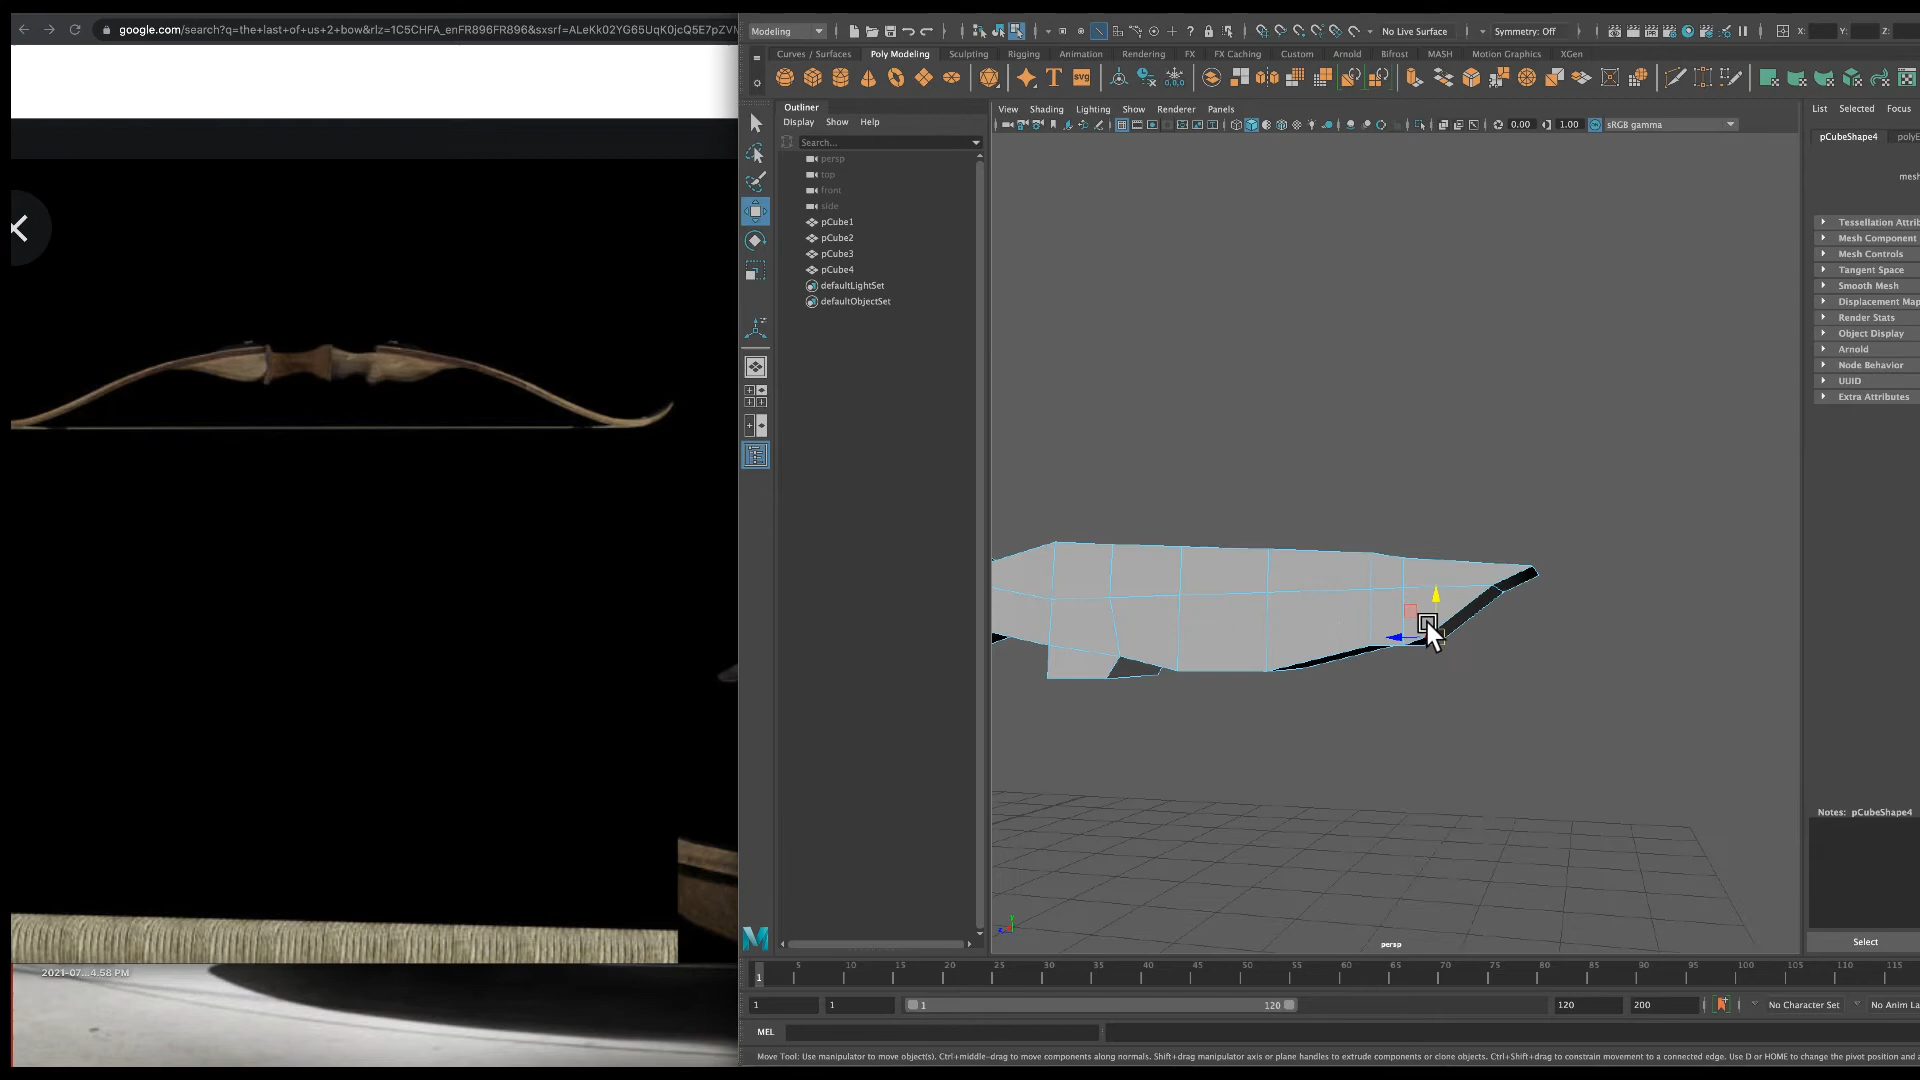 google.com/search?q=the+last+of+us+2+bow&rlz=1C5CHFA_enFR896FR896&sxsrf=ALeKk02YG65UqK0jcQ5E7pZVM
2021-07...4.58 PM
Modeling
No Live Surface
Symmetry: Off
X:
Y:
Z:
Curves / Surfaces
Poly Modeling
Sculpting
Rigging
Animation
Rendering
FX
FX Caching
Custom
Arnold
Bifrost
MASH
Motion Graphics
XGen
T
svg
0,0,0
Outliner
Display
Show
Help
Search...
persp
top
front
side
pCube1
pCube2
pCube3
pCube4
defaultLightSet
defaultObjectSet
View
Shading
Lighting
Show
Renderer
Panels
0.00
1.00
sRGB gamma
persp
List
Selected
Focus
pCubeShape4
polyE
mesh
Tessellation Attrib
Mesh Component
Mesh Controls
Tangent Space
Smooth Mesh
Displacement Map
Render Stats
Object Display
Arnold
Node Behavior
UUID
Extra Attributes
Notes: pCubeShape4
Select
1
5
10
15
20
25
30
35
40
45
50
55
60
65
70
75
80
85
90
95
100
105
110
115
1
1
1
120
120
200
No Character Set
No Anim La
MEL
Move Tool: Use manipulator to move object(s). Ctrl+middle-drag to move components along normals. Shift+drag manipulator axis or plane handles to extrude components or clone objects. Ctrl+Shift+drag to constrain movement to a connected edge. Use D or HOME to change the pivot position and a